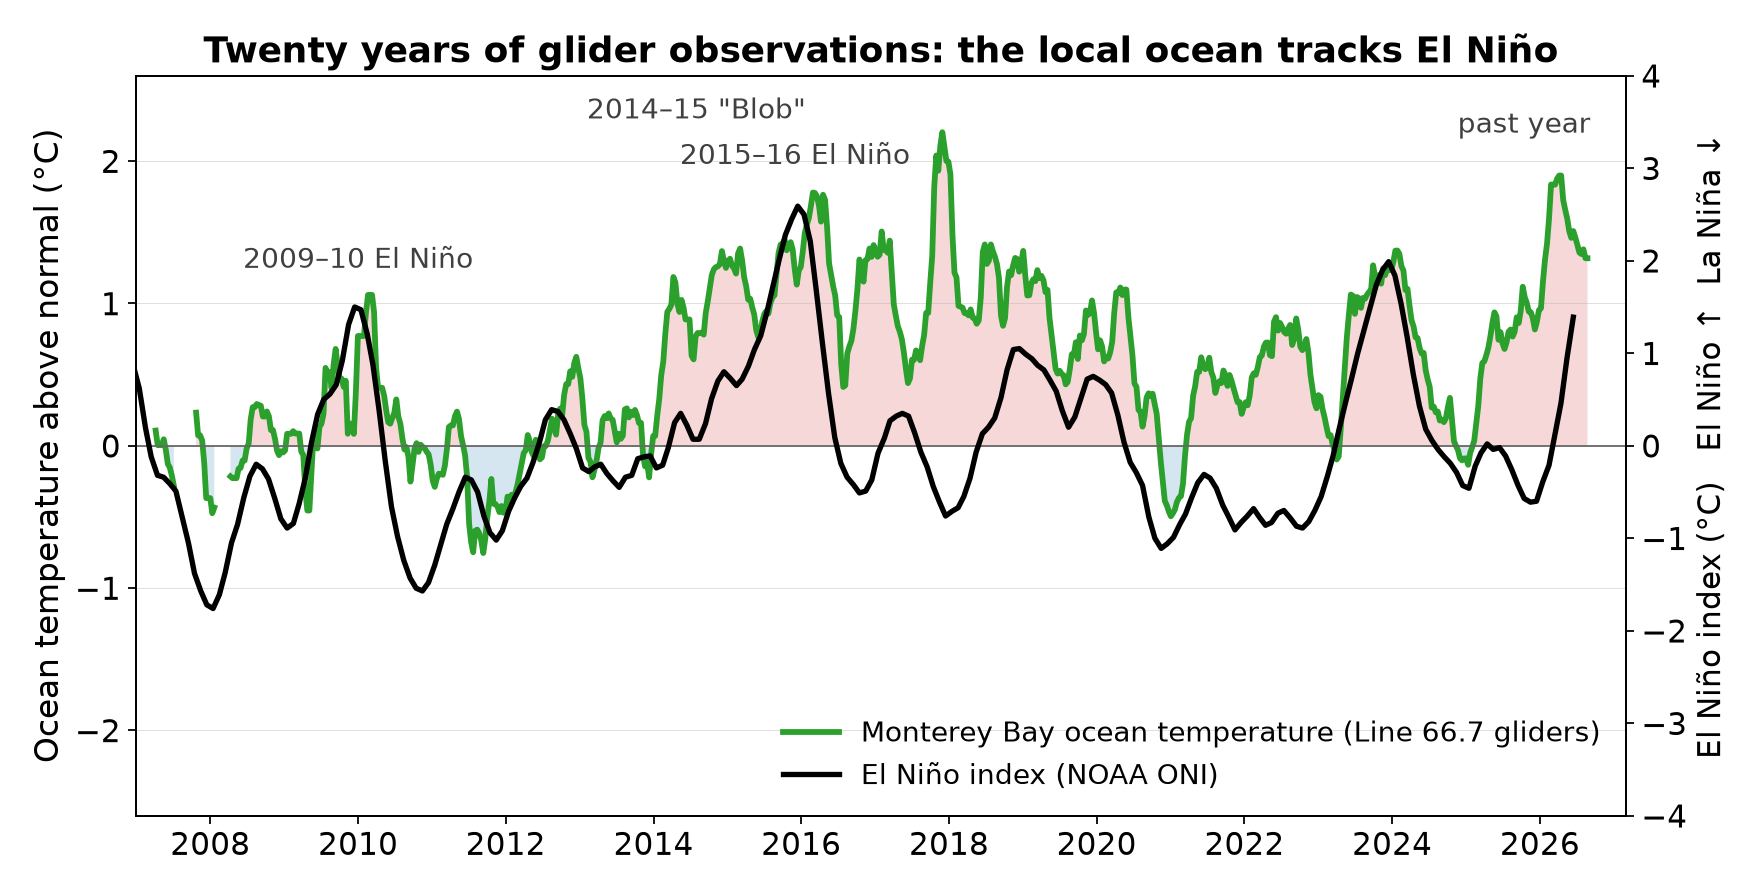 Twenty years of glider observations: the local ocean tracks El Niño
Ocean temperature above normal (°C)
2
1
0
−1
−2
2014–15 "Blob"
2015–16 El Niño
2009–10 El Niño
past year
4
3
2
1
0
−1
−2
−3
−4
El Niño index (°C)   El Niño ↑  La Niña ↓
Monterey Bay ocean temperature (Line 66.7 gliders)
El Niño index (NOAA ONI)
2008 2010 2012 2014 2016 2018 2020 2022 2024 2026